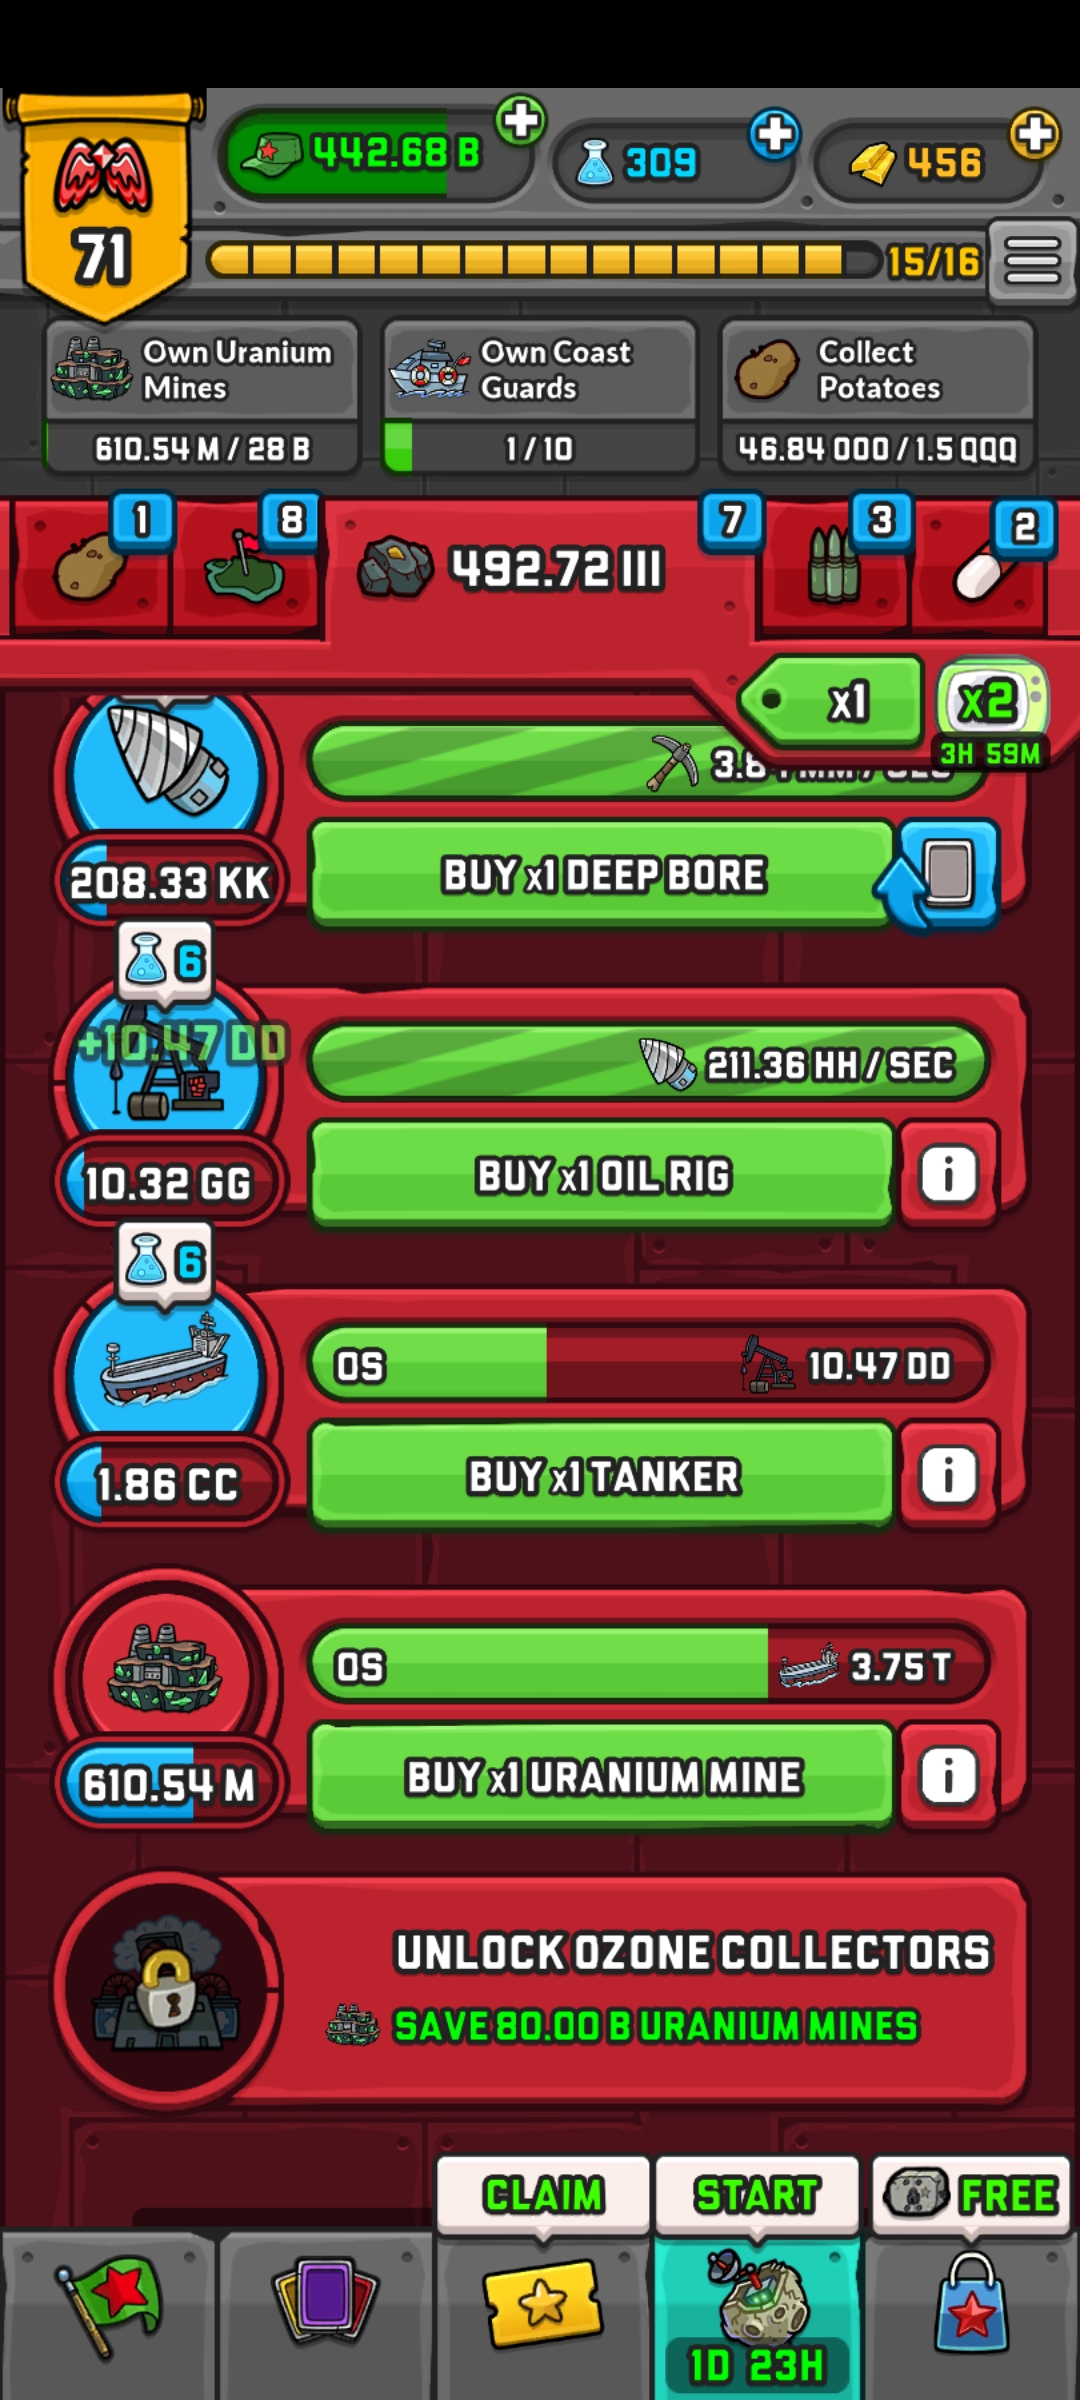 442.68 B
309
456
71
15/16
Own Uranium
Mines
610.54 M / 28 B
Own Coast
Guards
1 / 10
Collect
Potatoes
46.84 OOO / 1.5 QQQ
1
8
492.72 III
7
3
2
x1
x2
3H 59M
208.33 KK
BUY x1 DEEP BORE
6
+10.47 DD
211.36 HH / SEC
10.32 GG
BUY x1 OIL RIG
6
0S
10.47 DD
1.86 CC
BUY x1 TANKER
0S
3.75 T
610.54 M
BUY x1 URANIUM MINE
UNLOCK OZONE COLLECTORS
SAVE 80.00 B URANIUM MINES
CLAIM
START
FREE
1D 23H